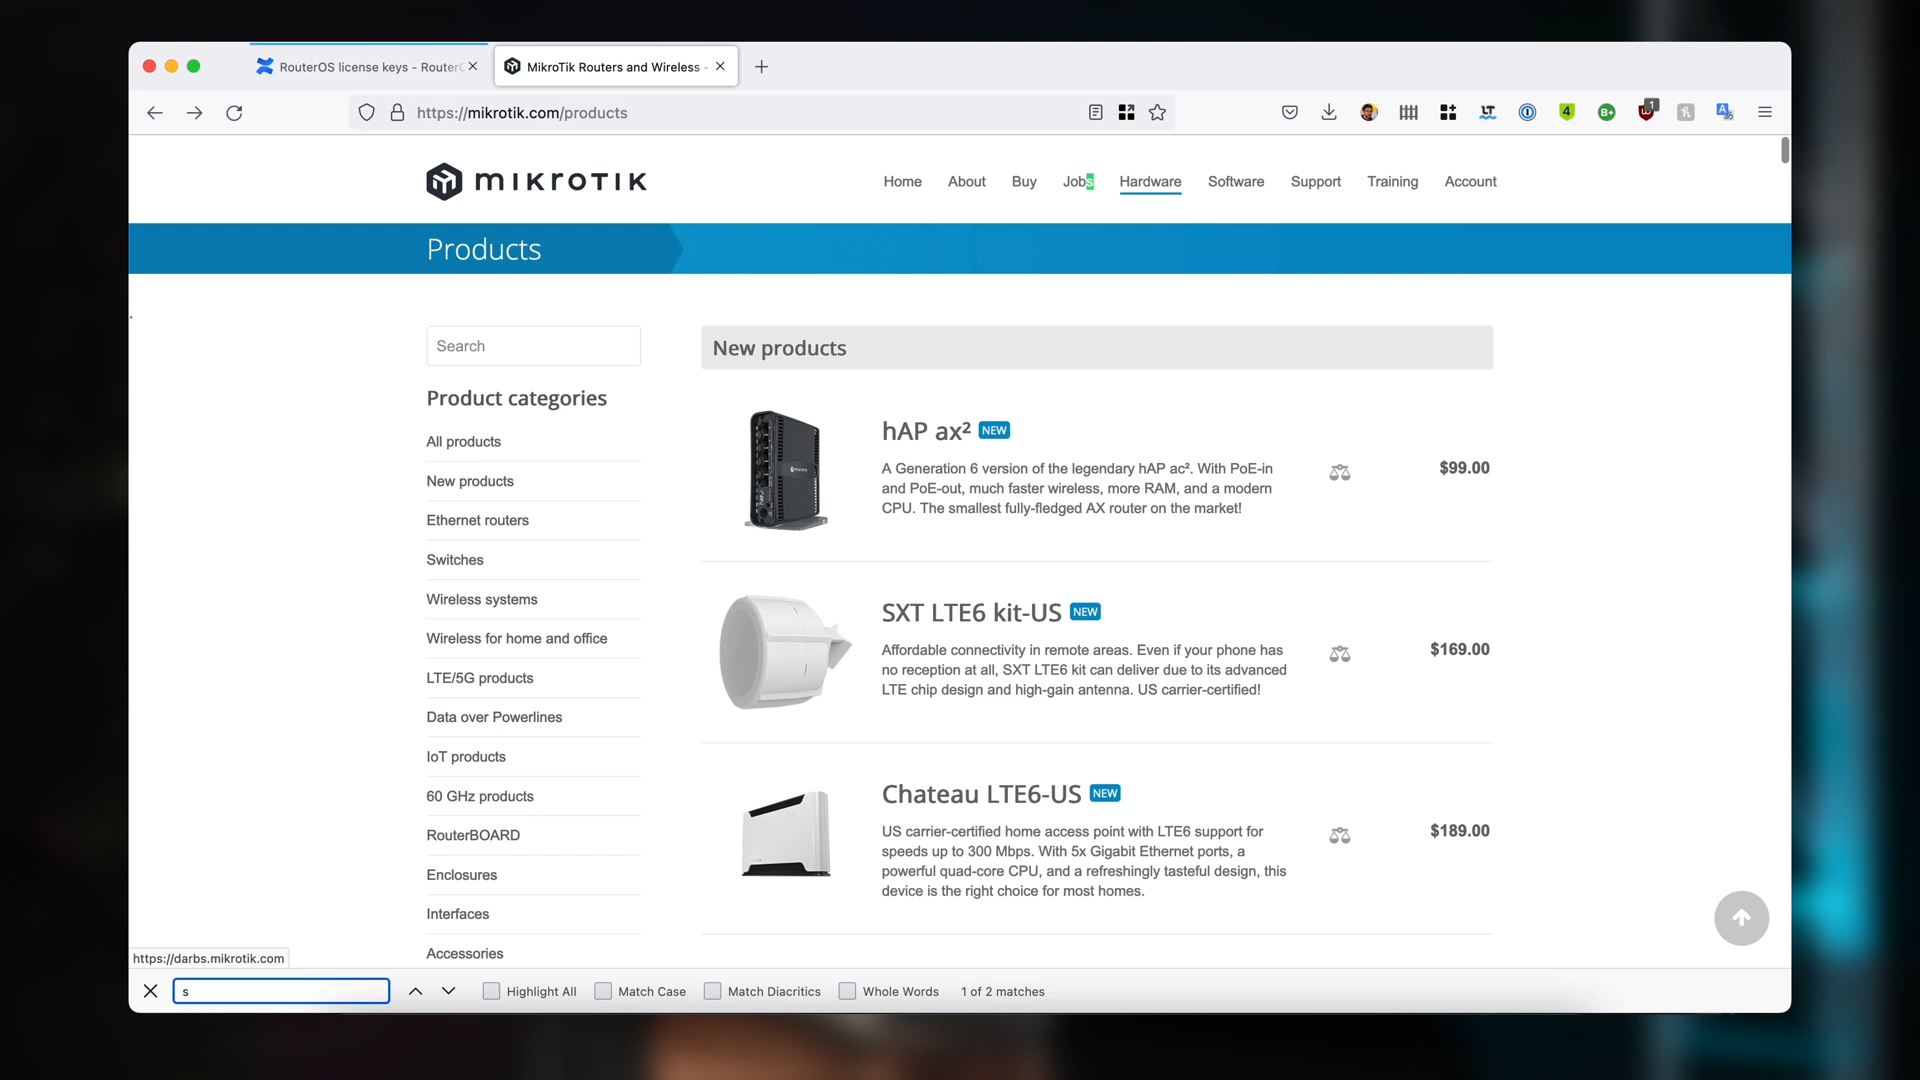 RouterOS license keys - Router
MikroTik Routers and Wireless -
https://mikrotik.com/products
4
B+
1
mikrotik
Home About Buy Jobs Hardware Software Support Training Account
Products
Search
Product categories
All products
New products
Ethernet routers
Switches
Wireless systems
Wireless for home and office
LTE/5G products
Data over Powerlines
IoT products
60 GHz products
RouterBOARD
Enclosures
Interfaces
Accessories
New products
hAP ax² NEW
A Generation 6 version of the legendary hAP ac². With PoE-in
and PoE-out, much faster wireless, more RAM, and a modern
CPU. The smallest fully-fledged AX router on the market!
$99.00
SXT LTE6 kit-US NEW
Affordable connectivity in remote areas. Even if your phone has
no reception at all, SXT LTE6 kit can deliver due to its advanced
LTE chip design and high-gain antenna. US carrier-certified!
$169.00
Chateau LTE6-US NEW
US carrier-certified home access point with LTE6 support for
speeds up to 300 Mbps. With 5x Gigabit Ethernet ports, a
powerful quad-core CPU, and a refreshingly tasteful design, this
device is the right choice for most homes.
$189.00
https://darbs.mikrotik.com
s
Highlight All Match Case Match Diacritics Whole Words 1 of 2 matches